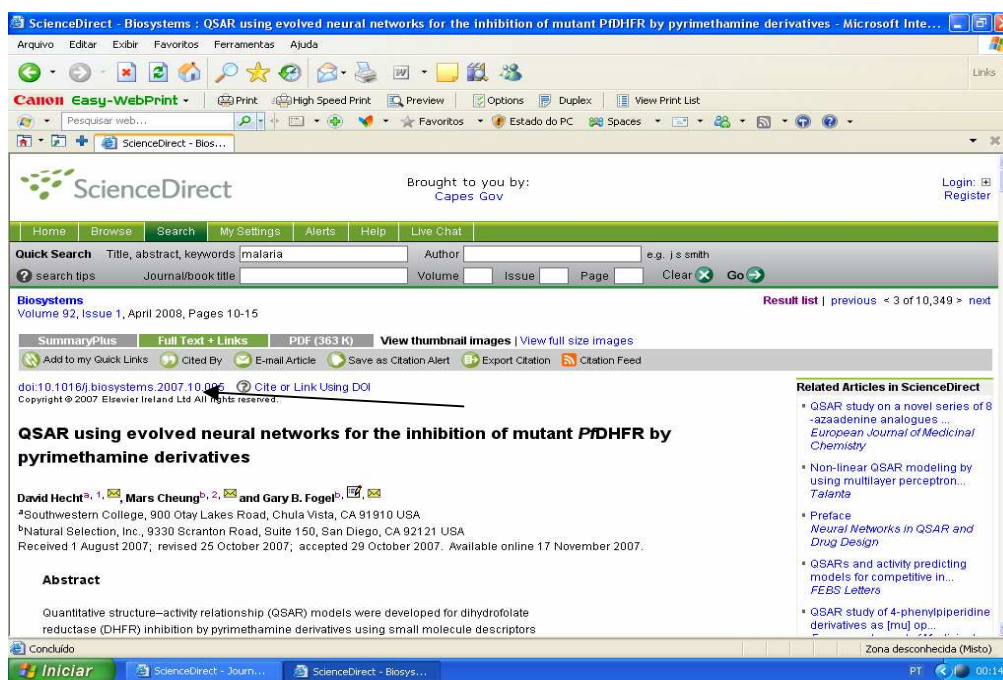 ScienceDirect - Biosystems : QSAR using evolved neural networks for the inhibition of mutant PfDHFR by pyrimethamine derivatives - Microsoft Inte...
Arquivo Editar Exibir Favoritos Ferramentas Ajuda
Links
Canon Easy-WebPrint Print High Speed Print Preview Options Duplex View Print List
Pesquisar web... Favoritos Estado do PC Spaces
ScienceDirect - Bios...
ScienceDirect
Brought to you by:
Capes Gov
Login:
Register
Home Browse Search My Settings Alerts Help Live Chat
Quick Search Title, abstract, keywords malaria Author e.g. j s smith
search tips Journal/book title Volume Issue Page Clear Go
Biosystems
Volume 92, Issue 1, April 2008, Pages 10-15
Result list | previous < 3 of 10,349 > next
SummaryPlus Full Text + Links PDF (363 K) View thumbnail images | View full size images
Add to my Quick Links Cited By E-mail Article Save as Citation Alert Export Citation Citation Feed
doi:10.1016/j.biosystems.2007.10. Cite or Link Using DOI
Copyright © 2007 Elsevier Ireland Ltd All rights reserved.
QSAR using evolved neural networks for the inhibition of mutant PfDHFR by
pyrimethamine derivatives
David Hecht a, 1, , Mars Cheung b, 2, and Gary B. Fogel b, ,
a Southwestern College, 900 Otay Lakes Road, Chula Vista, CA 91910 USA
b Natural Selection, Inc., 9330 Scranton Road, Suite 150, San Diego, CA 92121 USA
Received 1 August 2007; revised 25 October 2007; accepted 29 October 2007. Available online 17 November 2007.
Abstract
Quantitative structure–activity relationship (QSAR) models were developed for dihydrofolate
reductase (DHFR) inhibition by pyrimethamine derivatives using small molecule descriptors
Related Articles in ScienceDirect
QSAR study on a novel series of 8
-azaadenine analogues ...
European Journal of Medicinal
Chemistry
Non-linear QSAR modeling by
using multilayer perceptron...
Talanta
Preface
Neural Networks in QSAR and
Drug Design
QSARs and activity predicting
models for competitive in...
FEBS Letters
QSAR study of 4-phenylpiperidine
derivatives as [mu] op...
Concluído
Zona desconhecida (Misto)
Iniciar ScienceDirect - Journ... ScienceDirect - Biosys... PT 00:14